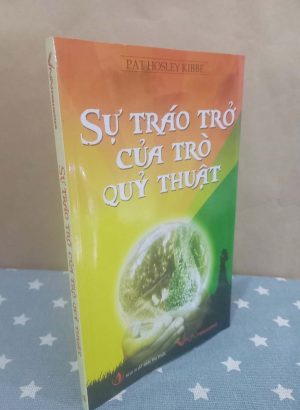 PAT HOSLEY KIBBE
SỰ TRÁO TRỞ
CỦA TRÒ
QUỶ THUẬT
SỰ TRÁO TRỞ CỦA TRÒ QUỶ THUẬT